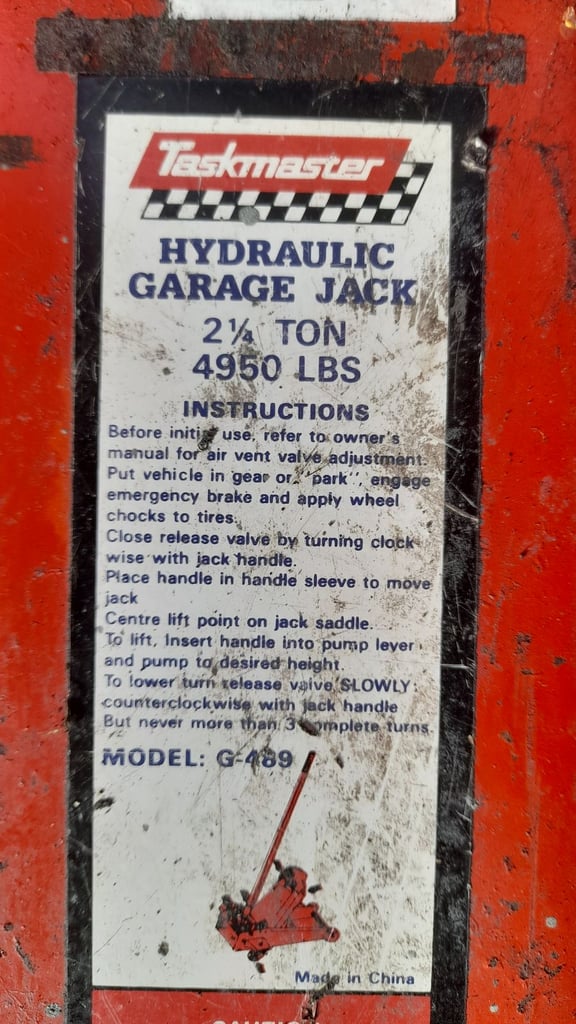 Taskmaster
HYDRAULIC
GARAGE JACK
2¼ TON
4950 LBS
INSTRUCTIONS
Before initial use, refer to owner's
manual for air vent valve adjustment.
Put vehicle in gear or "park", engage
emergency brake and apply wheel
chocks to tires.
Close release valve by turning clock-
wise with jack handle.
Place handle in handle sleeve to move
jack
Centre lift point on jack saddle.
To lift, Insert handle into pump lever
and pump to desired height.
To lower turn release valve SLOWLY
counterclockwise with jack handle
But never more than 3 complete turns.
MODEL: G-489
Made in China
CAUTION